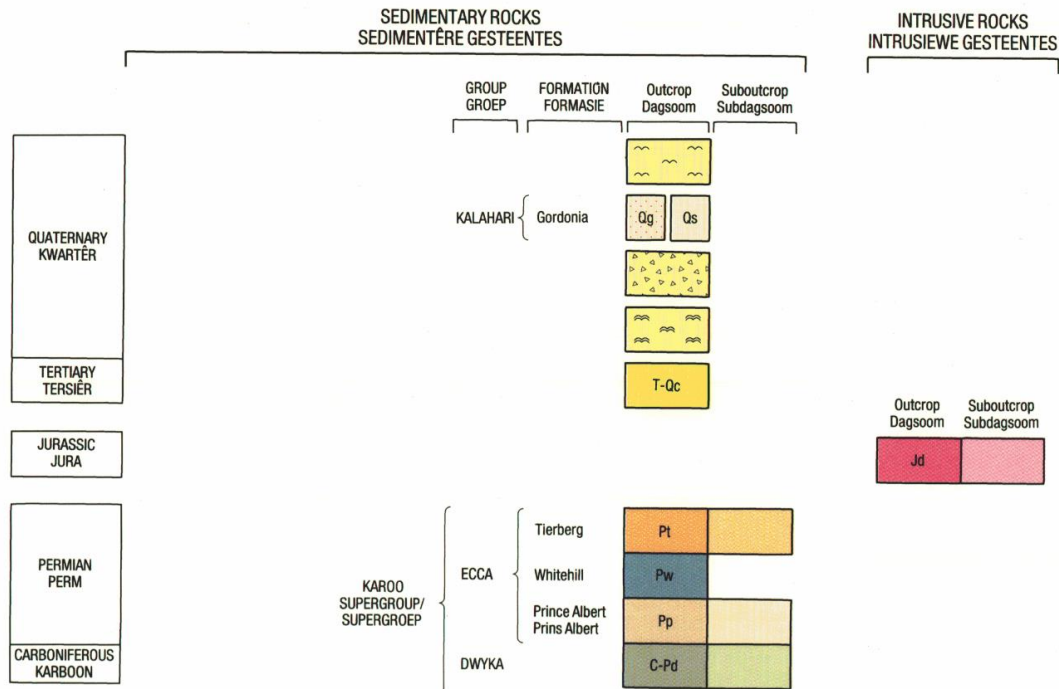 SEDIMENTARY ROCKS
SEDIMENTÊRE GESTEENTES
INTRUSIVE ROCKS
INTRUSIEWE GESTEENTES
GROUP
GROEP
FORMATION
FORMASIE
Outcrop
Dagsoom
Suboutcrop
Subdagsoom
QUATERNARY
KWARTÊR
KALAHARI
Gordonia
Qg
Qs
TERTIARY
TERSIÊR
T-Qc
Outcrop
Dagsoom
Suboutcrop
Subdagsoom
JURASSIC
JURA
Jd
PERMIAN
PERM
KAROO
SUPERGROUP/
SUPERGROEP
ECCA
Tierberg
Pt
Whitehill
Pw
Prince Albert
Prins Albert
Pp
CARBONIFEROUS
KARBOON
DWYKA
C-Pd